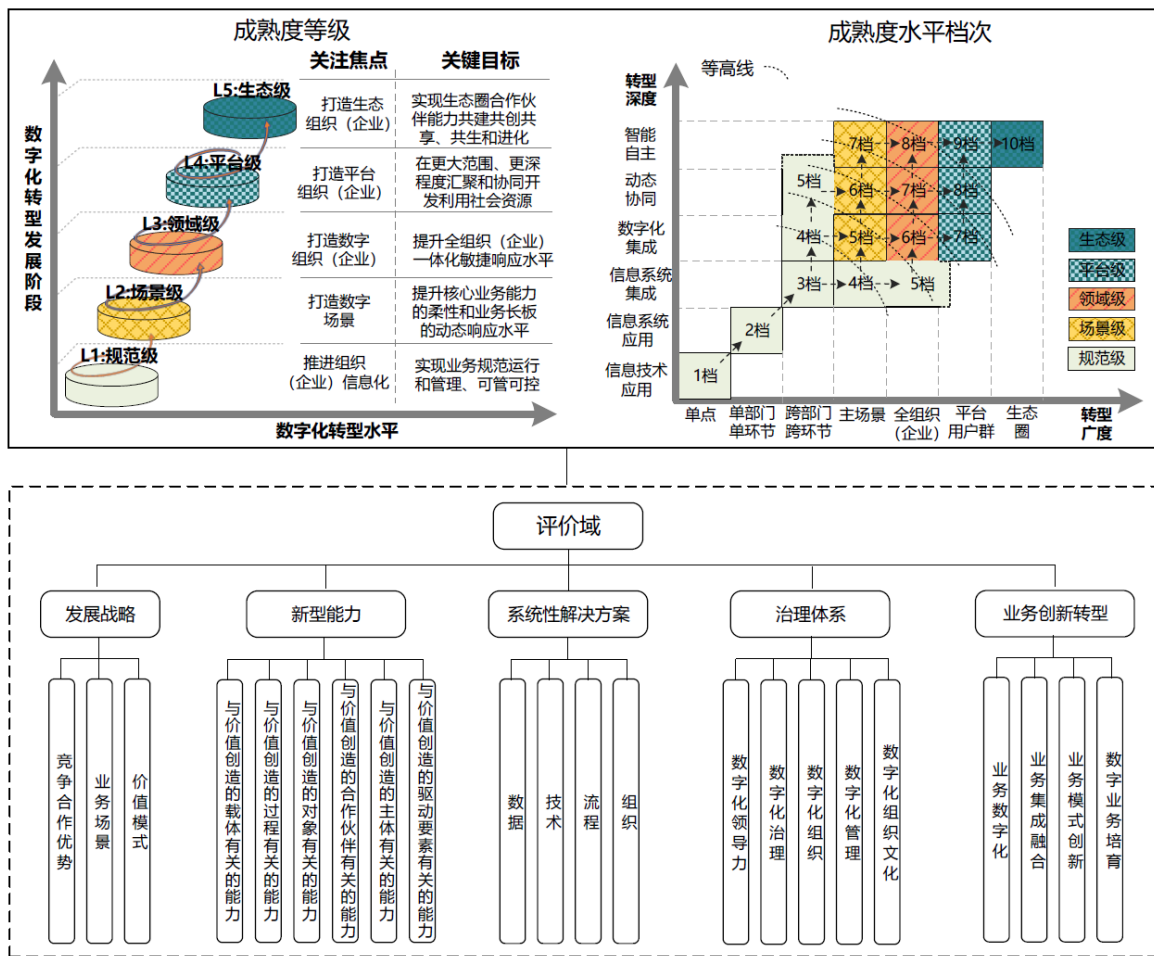 成熟度等级
关注焦点
关键目标
L5:生态级
打造生态
组织（企业）
实现生态圈合作伙
伴能力共建共创共
享、共生和进化
L4:平台级
打造平台
组织（企业）
在更大范围、更深
程度汇聚和协同开
发利用社会资源
L3:领域级
打造数字
组织（企业）
提升全组织（企业）
一体化敏捷响应水平
L2:场景级
打造数字
场景
提升核心业务能力
的柔性和业务长板
的动态响应水平
L1:规范级
推进组织
（企业）信息化
实现业务规范运行
和管理、可管可控
数字化转型发展阶段
数字化转型水平
成熟度水平档次
等高线
转型
深度
智能
自主
7档
8档
9档
10档
动态
协同
5档
6档
7档
8档
数字化
集成
4档
5档
6档
7档
信息系统
集成
3档
4档
5档
信息系统
应用
2档
信息技术
应用
1档
生态级
平台级
领域级
场景级
规范级
单点
单部门
单环节
跨部门
跨环节
主场景
全组织
（企业）
平台
用户群
生态
圈
转型
广度
评价域
发展战略
新型能力
系统性解决方案
治理体系
业务创新转型
竞争合作优势
业务场景
价值模式
与价值创造的载体有关的能力
与价值创造的过程有关的能力
与价值创造的对象有关的能力
与价值创造的合作伙伴有关的能力
与价值创造的主体有关的能力
与价值创造的驱动要素有关的能力
数据
技术
流程
组织
数字化领导力
数字化治理
数字化组织
数字化管理
数字化组织文化
业务数字化
业务集成融合
业务模式创新
数字业务培育